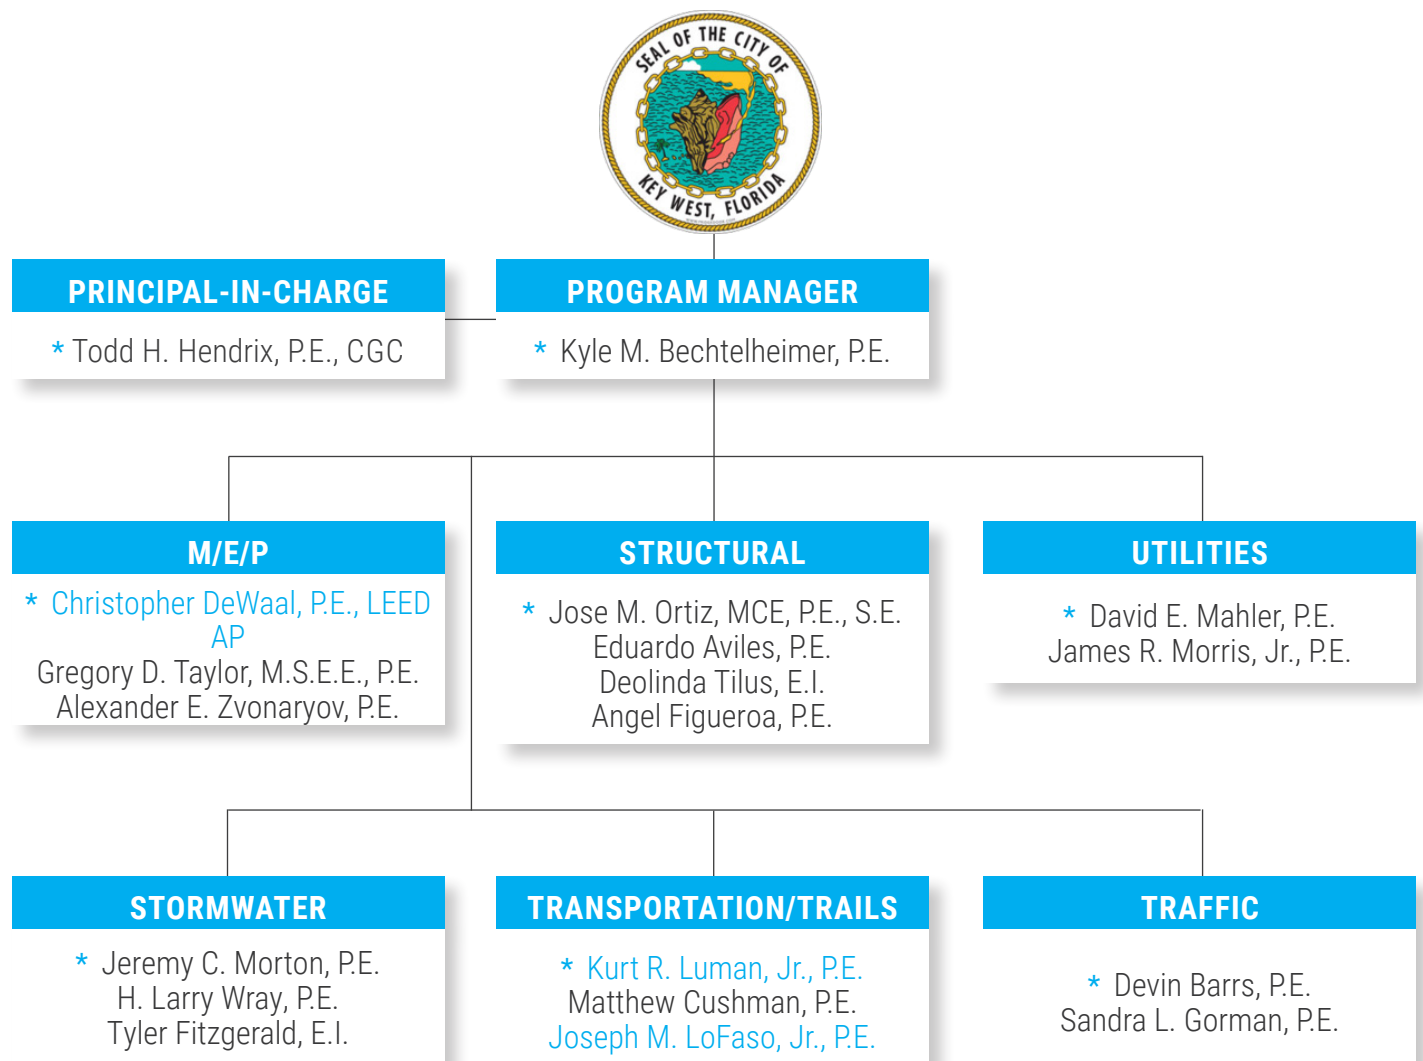 SEAL OF THE CITY OF
KEY WEST, FLORIDA
PRINCIPAL-IN-CHARGE
* Todd H. Hendrix, P.E., CGC
PROGRAM MANAGER
* Kyle M. Bechtelheimer, P.E.
M/E/P
* Christopher DeWaal, P.E., LEED
AP
Gregory D. Taylor, M.S.E.E., P.E.
Alexander E. Zvonaryov, P.E.
STRUCTURAL
* Jose M. Ortiz, MCE, P.E., S.E.
Eduardo Aviles, P.E.
Deolinda Tilus, E.I.
Angel Figueroa, P.E.
UTILITIES
* David E. Mahler, P.E.
James R. Morris, Jr., P.E.
STORMWATER
* Jeremy C. Morton, P.E.
H. Larry Wray, P.E.
Tyler Fitzgerald, E.I.
TRANSPORTATION/TRAILS
* Kurt R. Luman, Jr., P.E.
Matthew Cushman, P.E.
Joseph M. LoFaso, Jr., P.E.
TRAFFIC
* Devin Barrs, P.E.
Sandra L. Gorman, P.E.